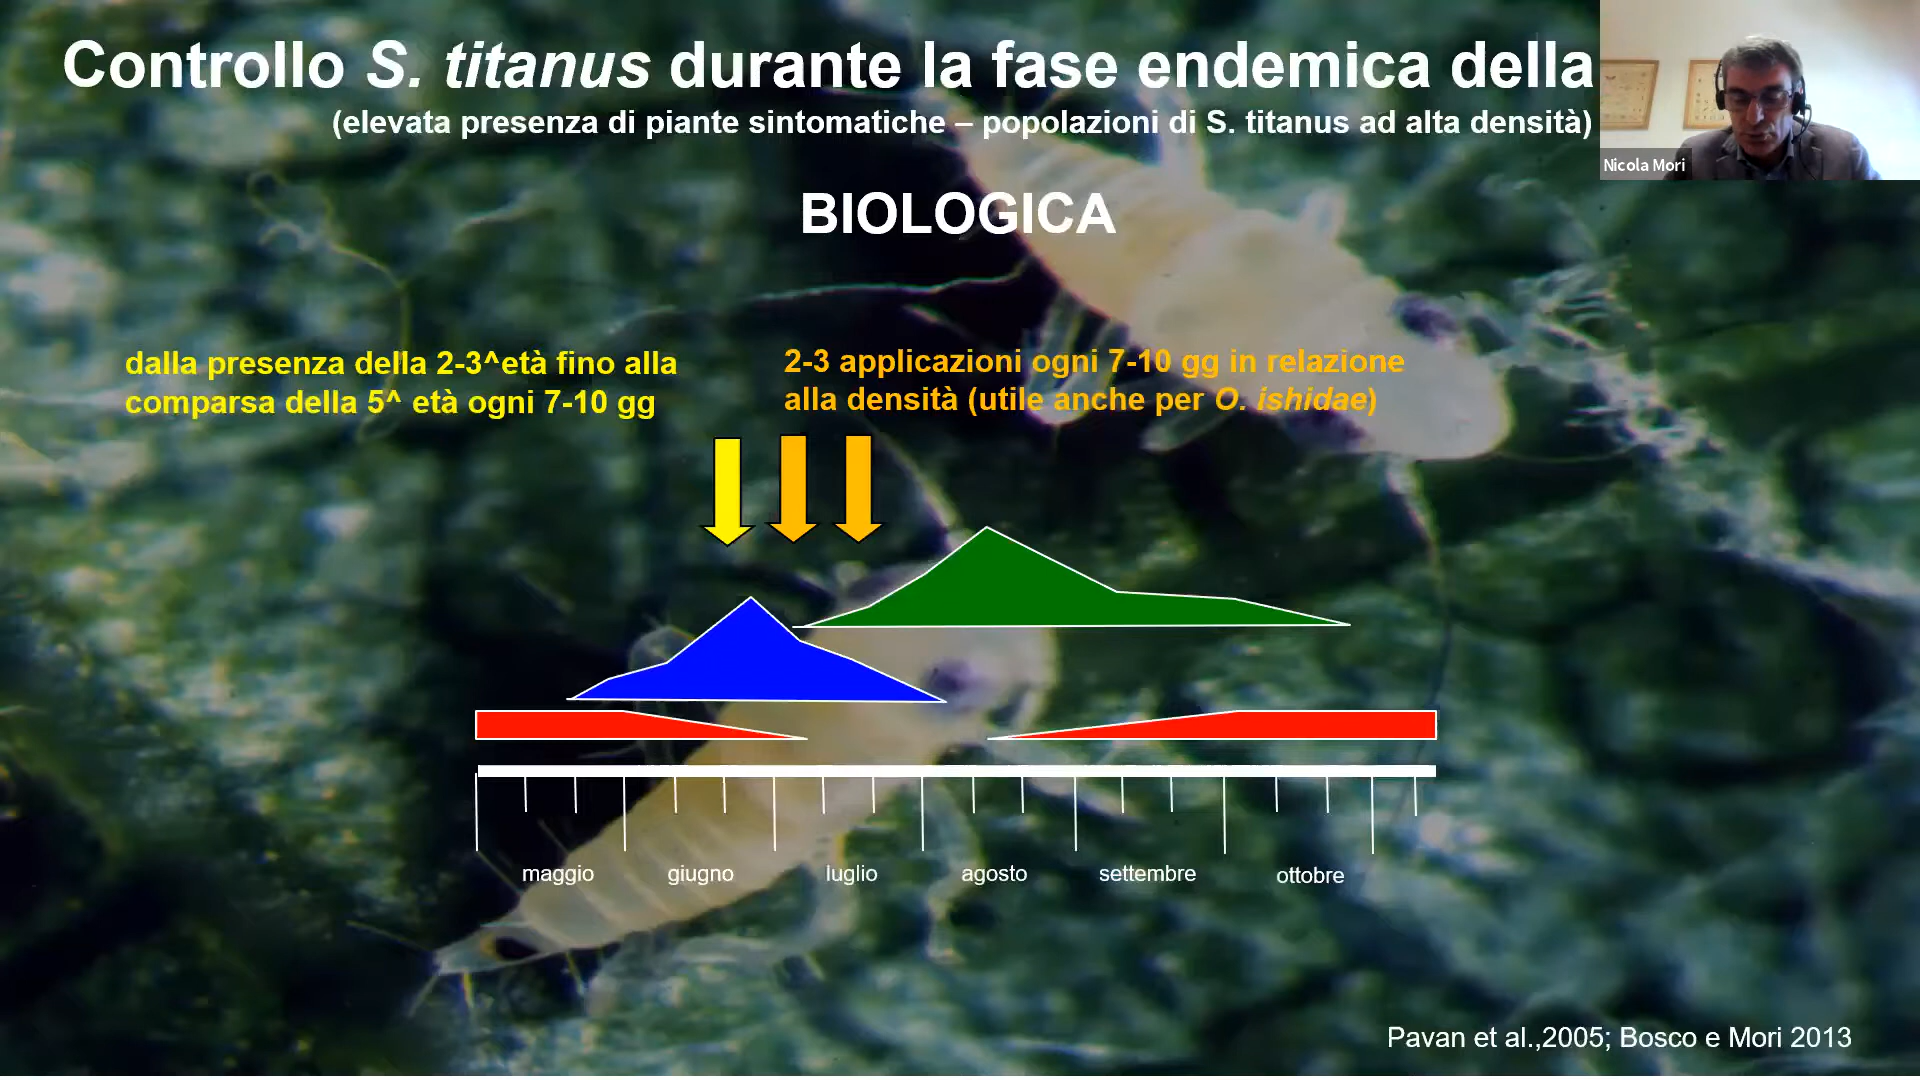 Controllo S. titanus durante la fase endemica della
(elevata presenza di piante sintomatiche – popolazioni di S. titanus ad alta densità)
Nicola Mori
BIOLOGICA
dalla presenza della 2-3^età fino alla
comparsa della 5^ età ogni 7-10 gg
2-3 applicazioni ogni 7-10 gg in relazione
alla densità (utile anche per O. ishidae)
maggio giugno luglio agosto settembre ottobre
Pavan et al.,2005; Bosco e Mori 2013